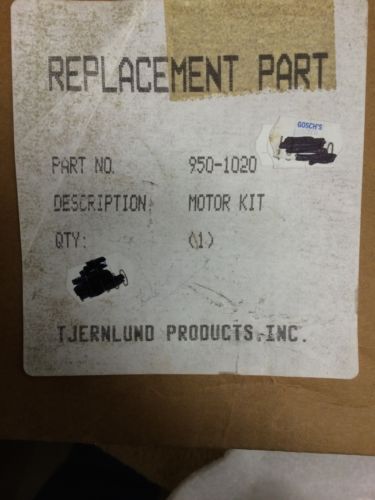 REPLACEMENT PART
GOSCH'S
PART NO. 950-1020
DESCRIPTION: MOTOR KIT
QTY: (1)
TJERNLUND PRODUCTS, INC.